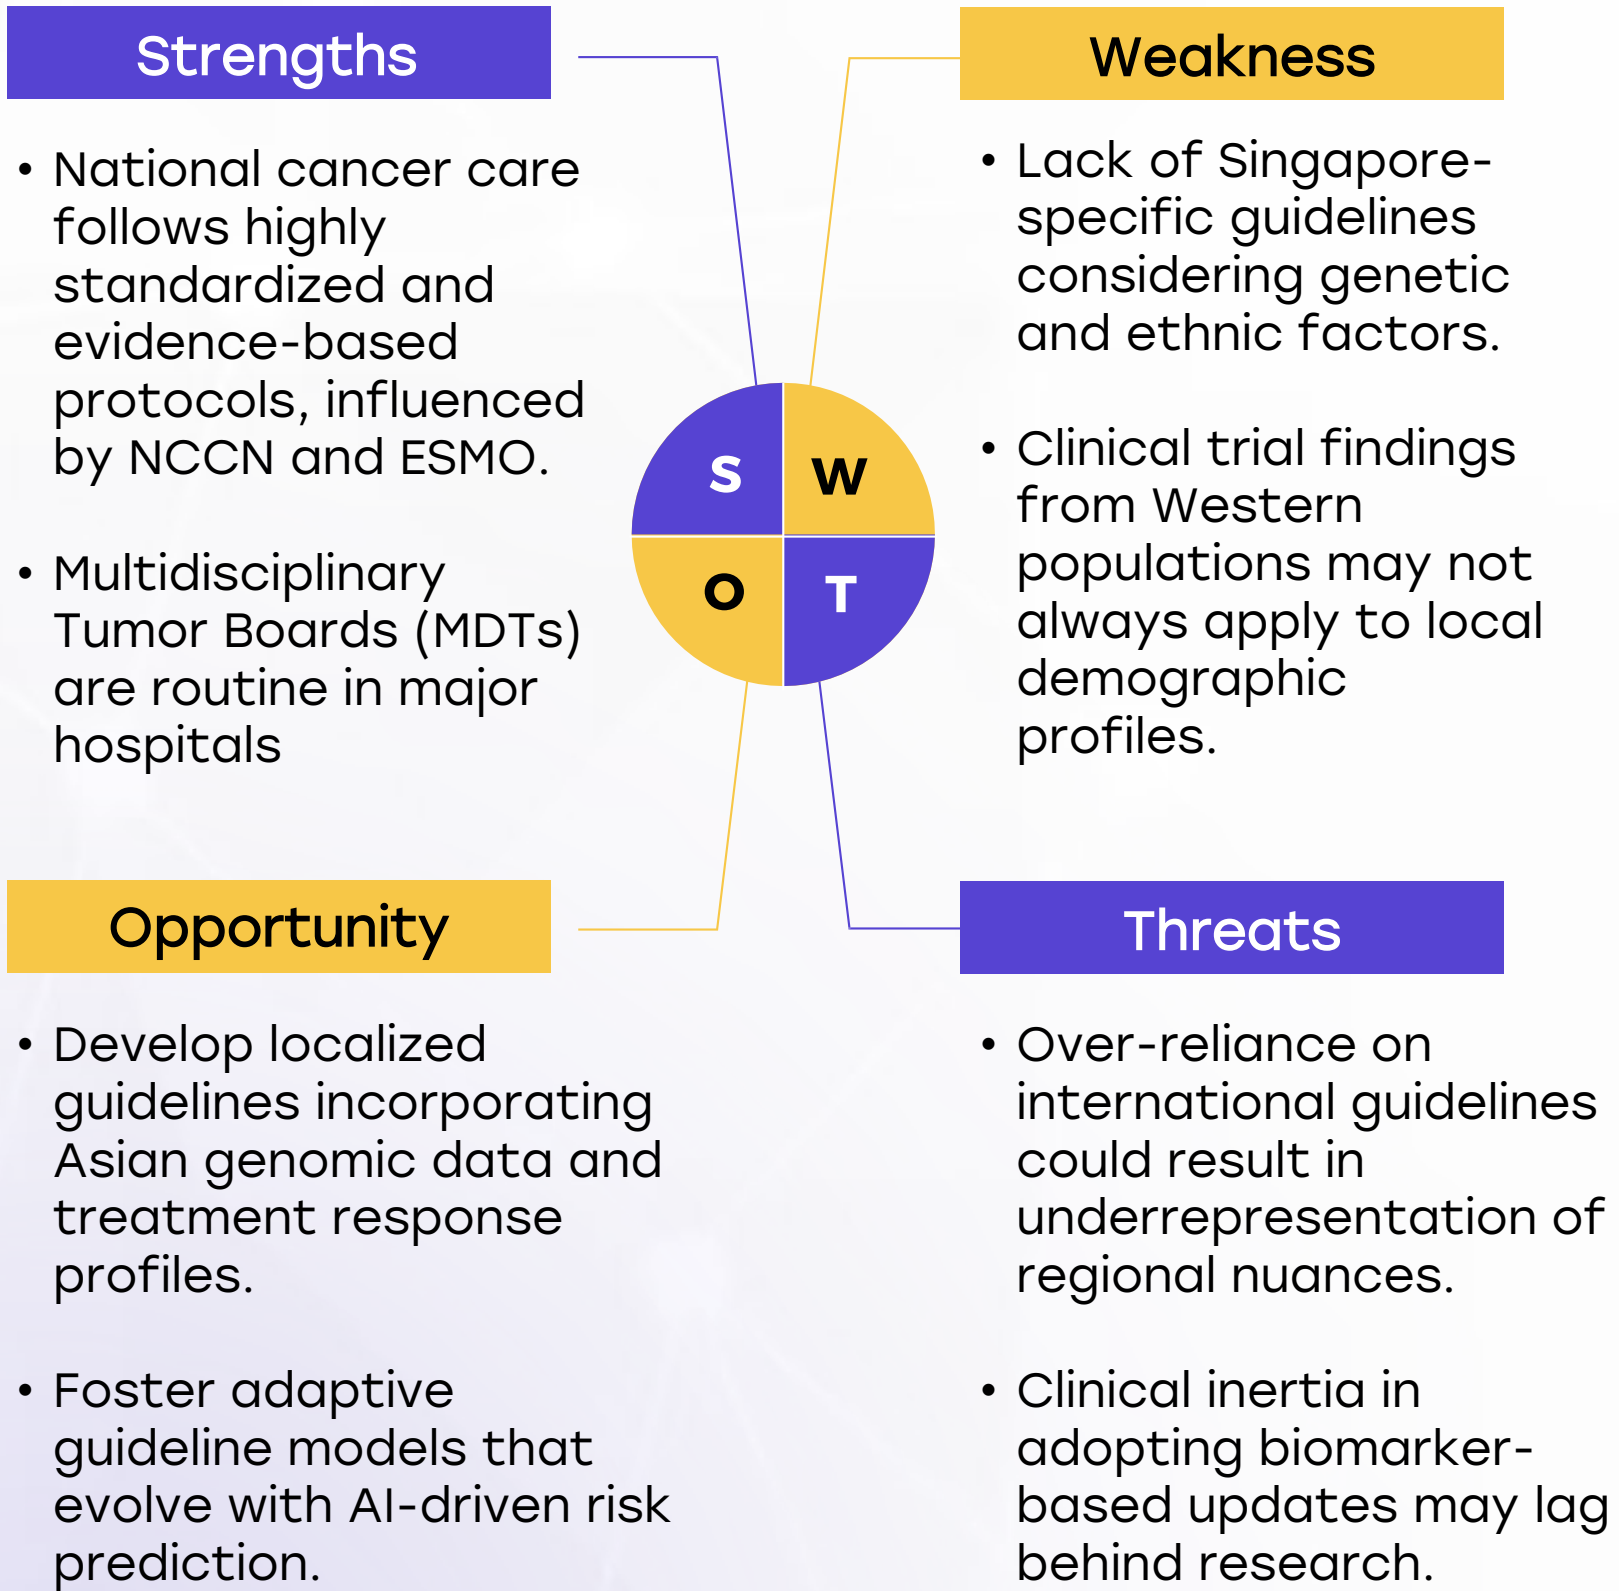 Strengths
• National cancer care
follows highly
standardized and
evidence-based
protocols, influenced
by NCCN and ESMO.
• Multidisciplinary
Tumor Boards (MDTs)
are routine in major
hospitals
Weakness
• Lack of Singapore-
specific guidelines
considering genetic
and ethnic factors.
• Clinical trial findings
from Western
populations may not
always apply to local
demographic
profiles.
S
W
O
T
Opportunity
• Develop localized
guidelines incorporating
Asian genomic data and
treatment response
profiles.
• Foster adaptive
guideline models that
evolve with AI-driven risk
prediction.
Threats
• Over-reliance on
international guidelines
could result in
underrepresentation of
regional nuances.
• Clinical inertia in
adopting biomarker-
based updates may lag
behind research.